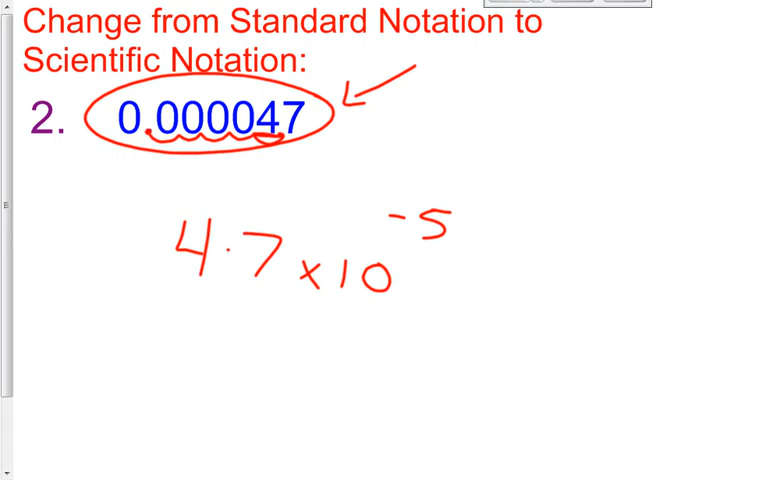 Change from Standard Notation to
Scientific Notation:
2. 0.000047
4.7 x 10^-5